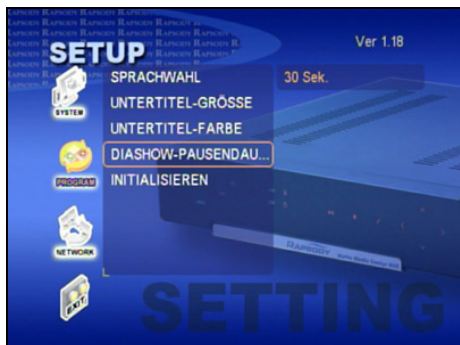 SETUP
Ver 1.18
SPRACHWAHL
30 Sek.
UNTERTITEL-GRÖSSE
UNTERTITEL-FARBE
DIASHOW-PAUSENDAU...
INITIALISIEREN
SYSTEM
PROGRAM
NETWORK
EXIT
RAPSODY
SETTING